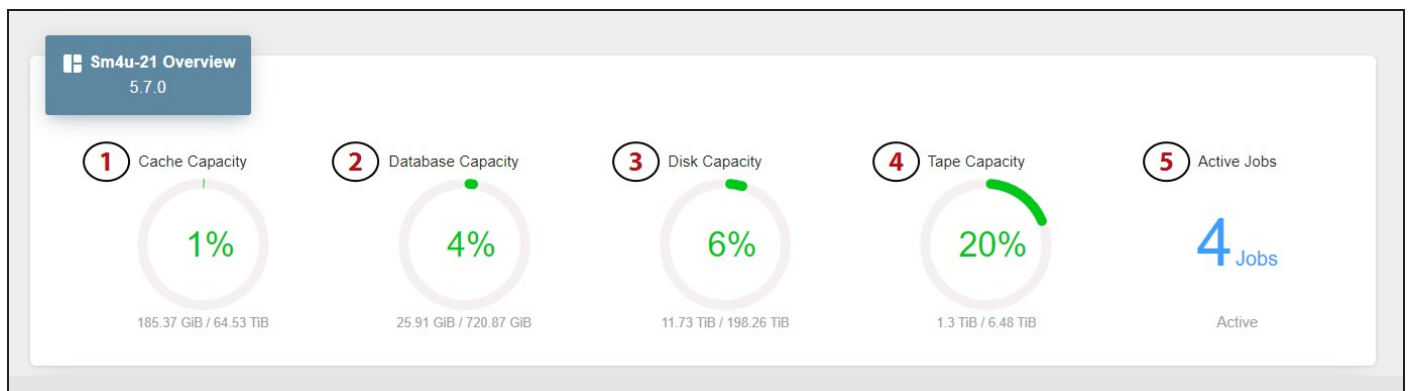 Sm4u-21 Overview
5.7.0
1 Cache Capacity
2 Database Capacity
3 Disk Capacity
4 Tape Capacity
5 Active Jobs
1%
4%
6%
20%
4 Jobs
185.37 GiB / 64.53 TiB
25.91 GiB / 720.87 GiB
11.73 TiB / 198.26 TiB
1.3 TiB / 6.48 TiB
Active